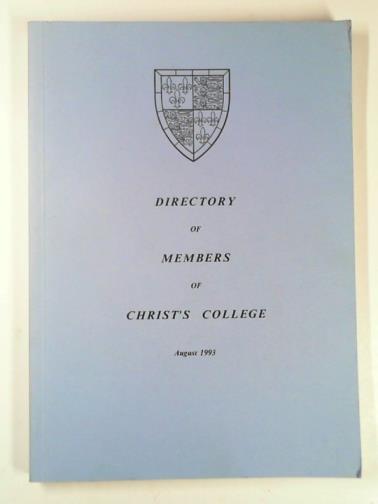 DIRECTORY
OF
MEMBERS
OF
CHRIST'S COLLEGE
August 1993